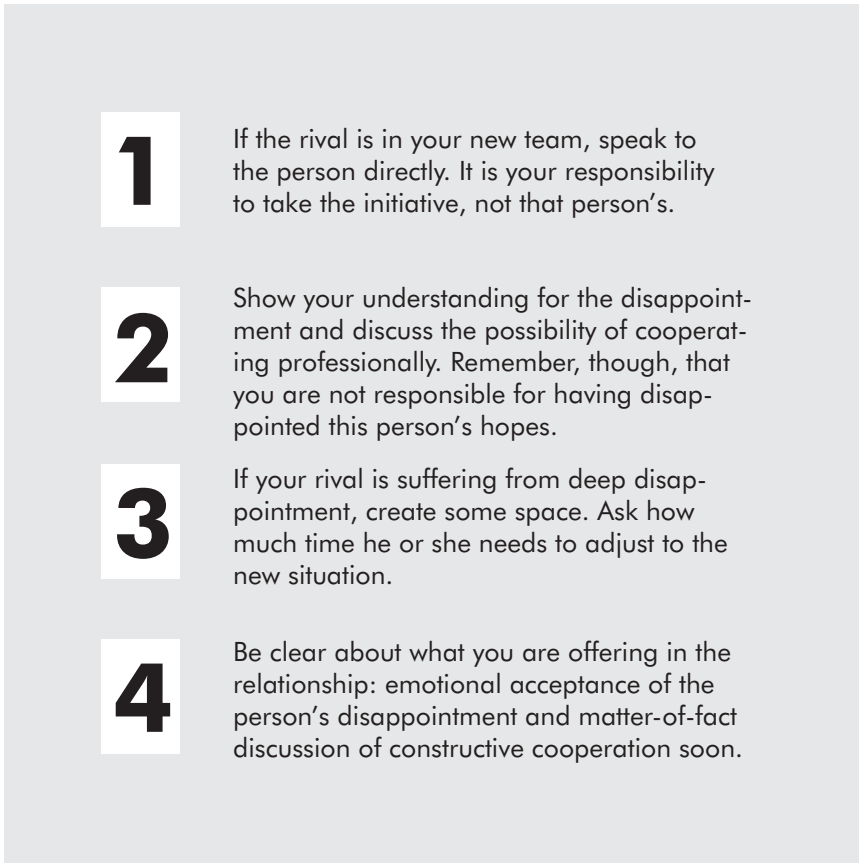 1
If the rival is in your new team, speak to
the person directly. It is your responsibility
to take the initiative, not that person’s.
2
Show your understanding for the disappoint-
ment and discuss the possibility of cooperat-
ing professionally. Remember, though, that
you are not responsible for having disap-
pointed this person’s hopes.
3
If your rival is suffering from deep disap-
pointment, create some space. Ask how
much time he or she needs to adjust to the
new situation.
4
Be clear about what you are offering in the
relationship: emotional acceptance of the
person’s disappointment and matter-of-fact
discussion of constructive cooperation soon.